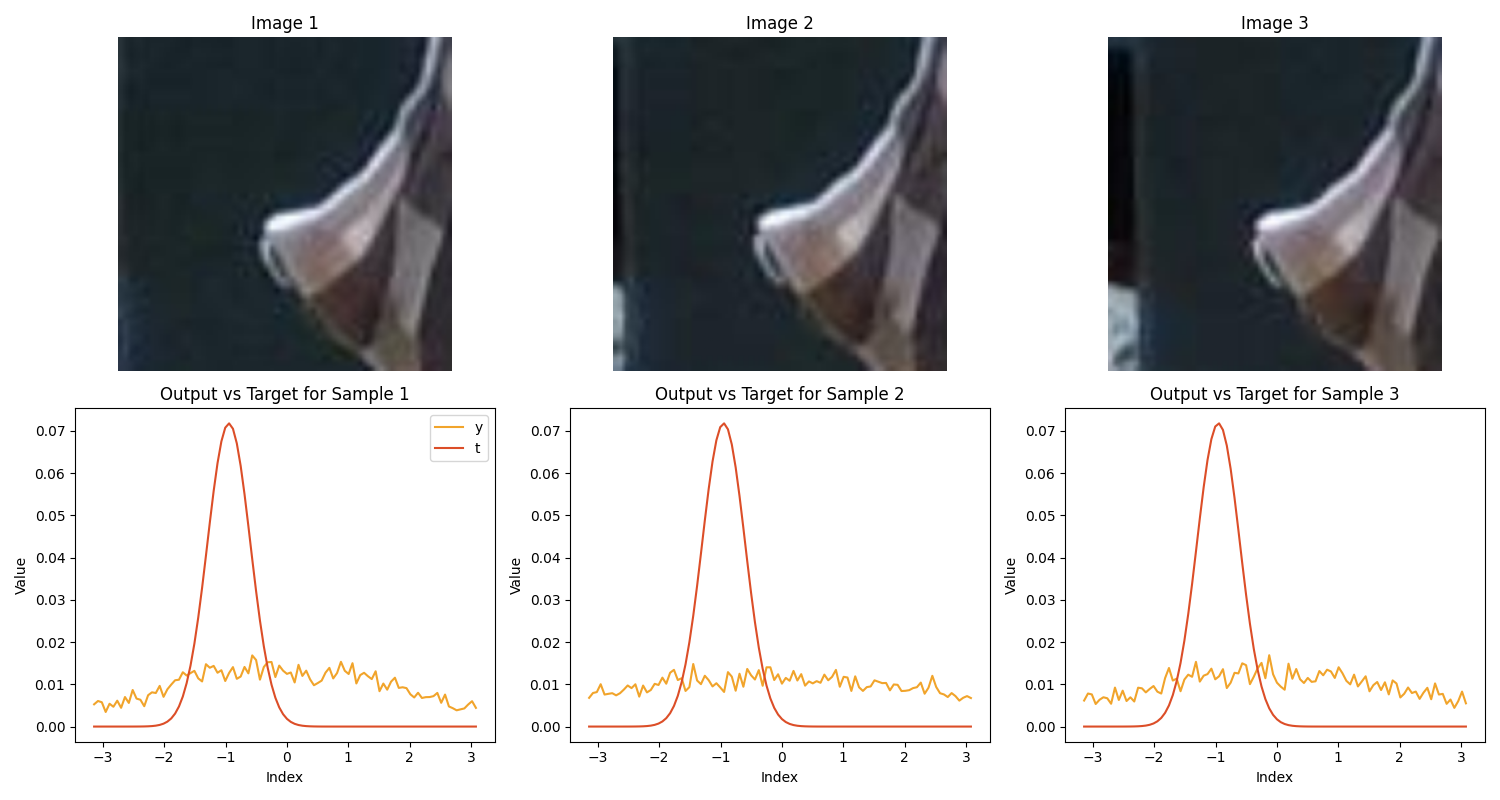 Image 1
Image 2
Image 3
Output vs Target for Sample 1
Output vs Target for Sample 2
Output vs Target for Sample 3
Value
0.07
0.06
0.05
0.04
0.03
0.02
0.01
0.00
y
t
−3 −2 −1 0 1 2 3
Index
Value
0.07
0.06
0.05
0.04
0.03
0.02
0.01
0.00
−3 −2 −1 0 1 2 3
Index
Value
0.07
0.06
0.05
0.04
0.03
0.02
0.01
0.00
−3 −2 −1 0 1 2 3
Index